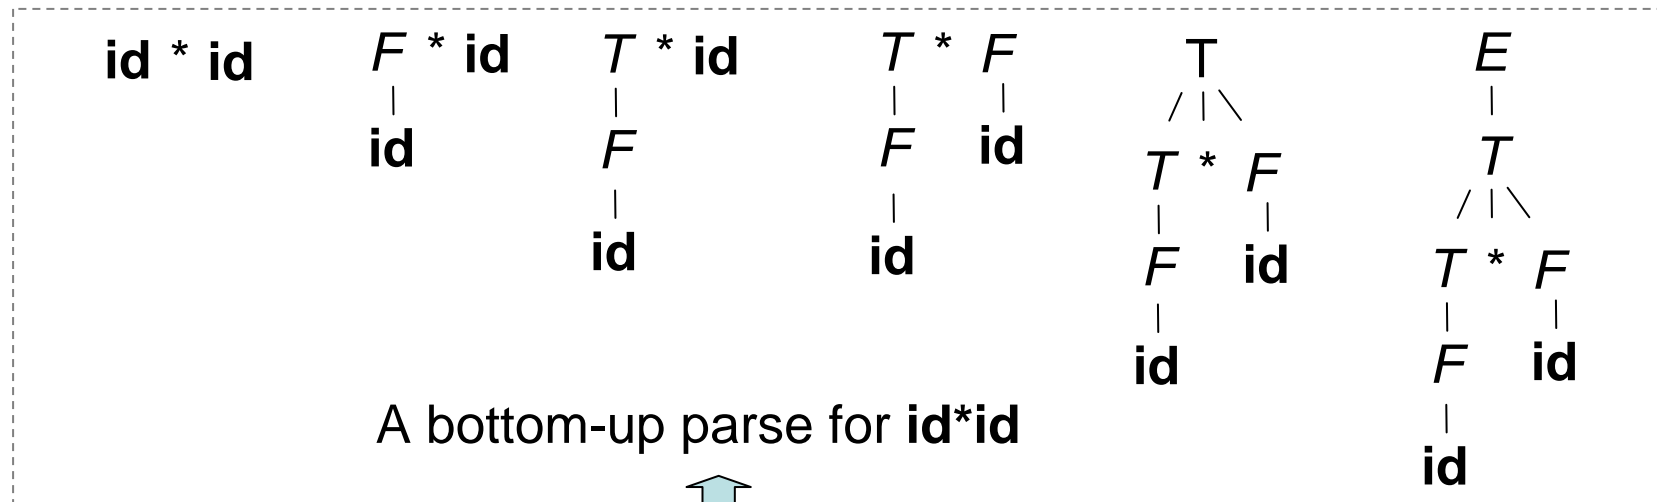 id * id F * id T * id T * F T E
id F F id T * F T
id id F id T * F
id F id
A bottom-up parse for id*id
id